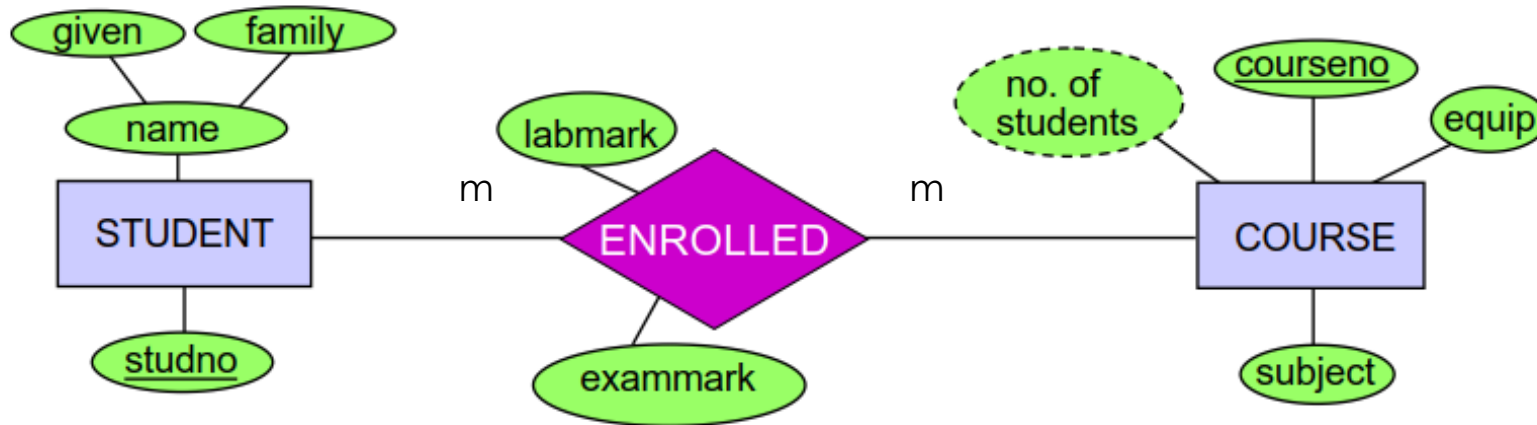 given
family
name
STUDENT
studno
m
labmark
ENROLLED
exammark
m
no. of
students
courseno
equip
COURSE
subject